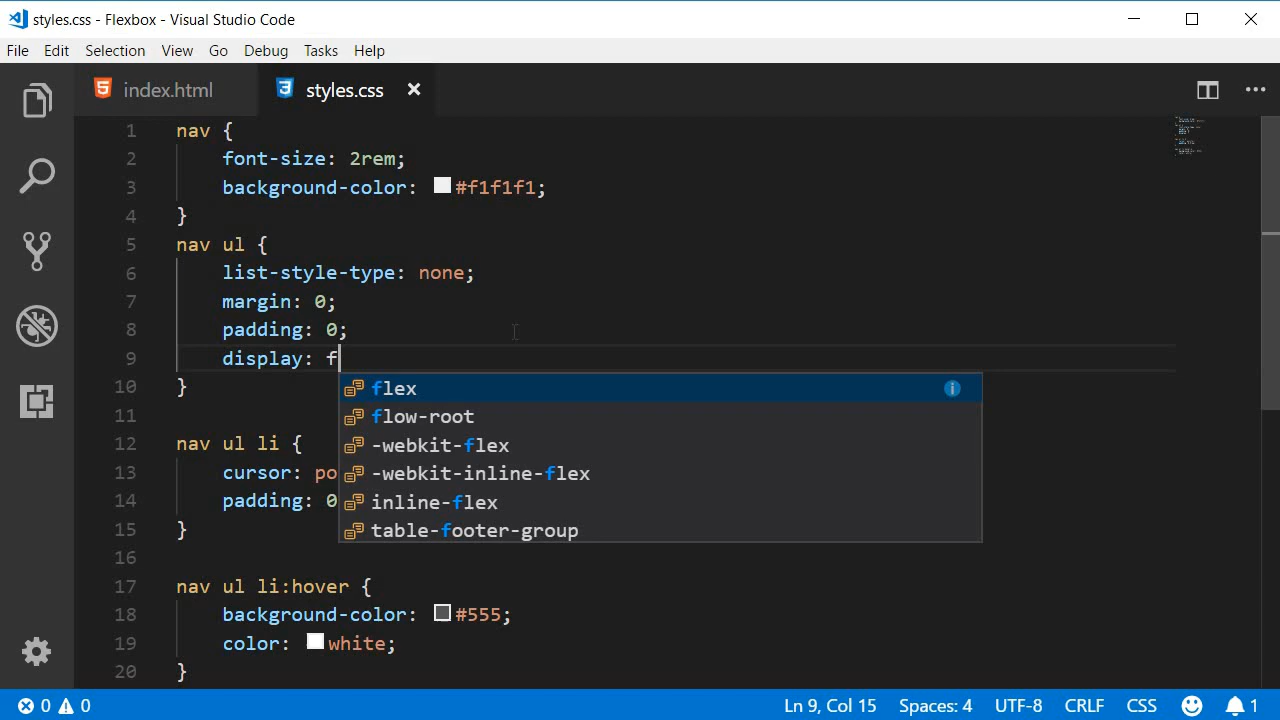 styles.css - Flexbox - Visual Studio Code
File Edit Selection View Go Debug Tasks Help
index.html styles.css
1 nav {
2 font-size: 2rem;
3 background-color: #f1f1f1;
4 }
5 nav ul {
6 list-style-type: none;
7 margin: 0;
8 padding: 0;
9 display: f
flex
10 }
flow-root
11
-webkit-flex
12 nav ul li {
-webkit-inline-flex
13 cursor: po
inline-flex
14 padding: 0
table-footer-group
15 }
16
17 nav ul li:hover {
18 background-color: #555;
19 color: white;
20 }
0 0 Ln 9, Col 15 Spaces: 4 UTF-8 CRLF CSS 1